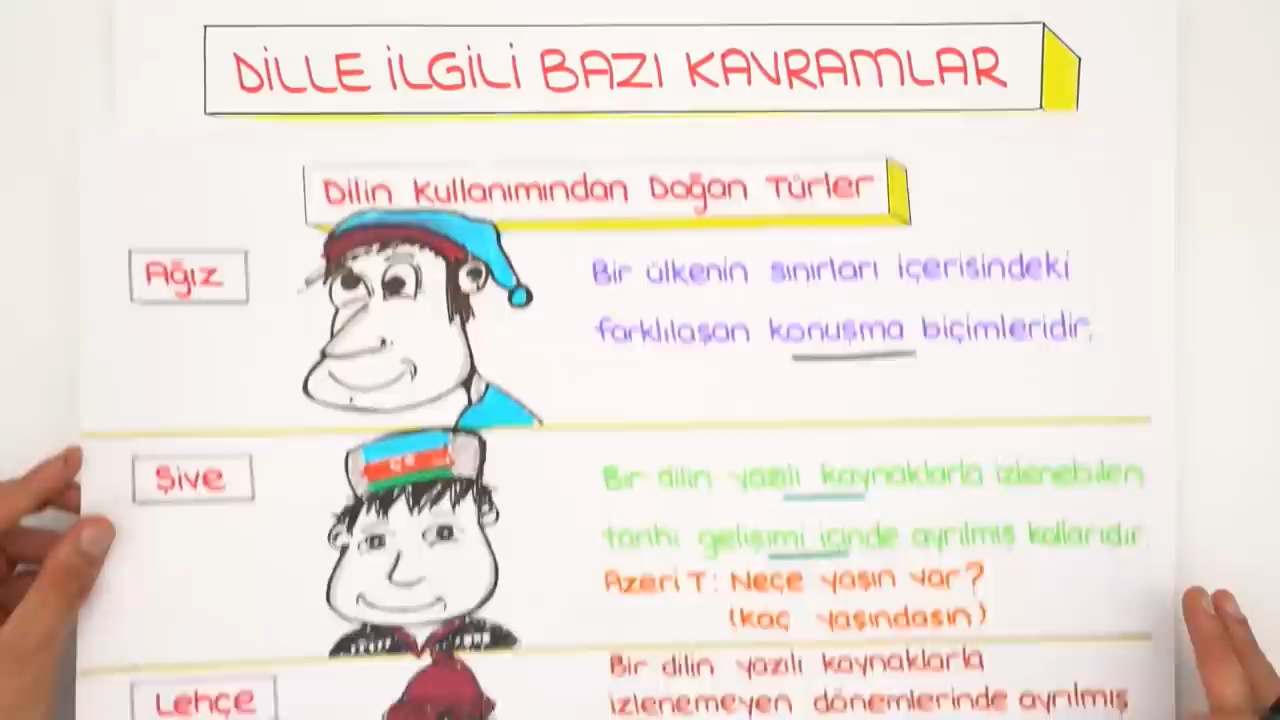 DİLLE İLGİLİ BAZI KAVRAMLAR
Dilin Kullanımından Doğan Türler
Ağız
Bir ülkenin sınırları içerisindeki
farklılaşan konuşma biçimleridir.
Şive
Bir dilin yazılı kaynaklarla izlenebilen
tarihi gelişimi içinde ayrılmış kollarıdır
Azeri T: Neçe yaşın var?
(kaç yaşındasın)
Lehçe
Bir dilin yazılı kaynaklarla
izlenemeyen dönemlerinde ayrılmış